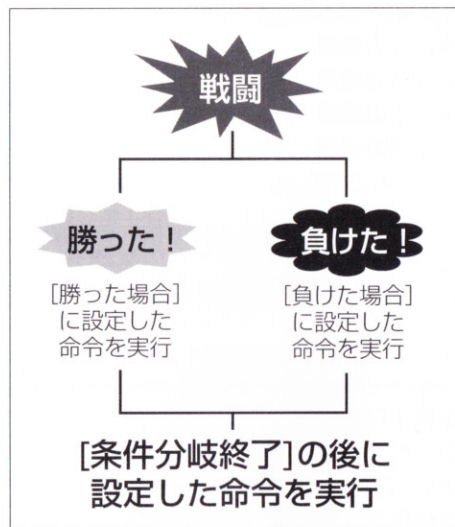 戦闘
勝った！
負けた！
[勝った場合]
に設定した
命令を実行
[負けた場合]
に設定した
命令を実行
[条件分岐終了]の後に
設定した命令を実行